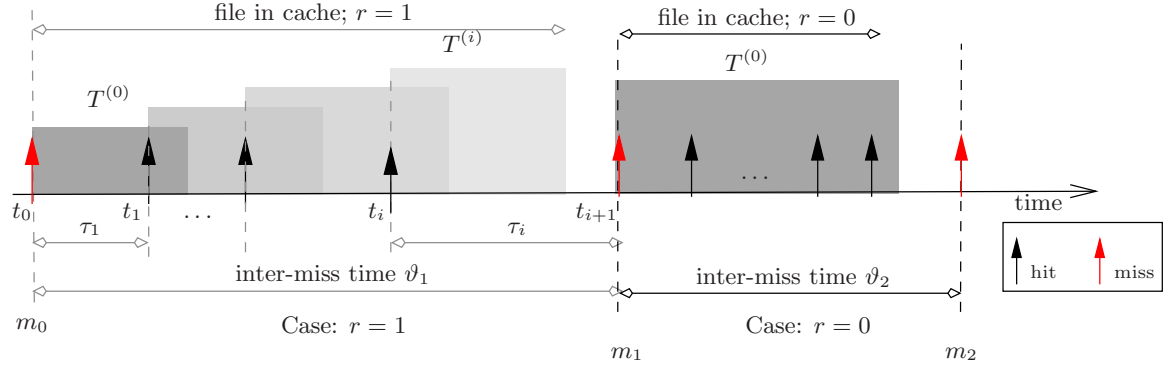 file in cache; r = 1
file in cache; r = 0
T^{(i)}
T^{(0)}
T^{(0)}
...
t_0
t_1
...
t_i
t_{i+1}
time
τ_1
τ_i
hit
miss
inter-miss time ϑ_1
inter-miss time ϑ_2
m_0
Case: r = 1
Case: r = 0
m_1
m_2